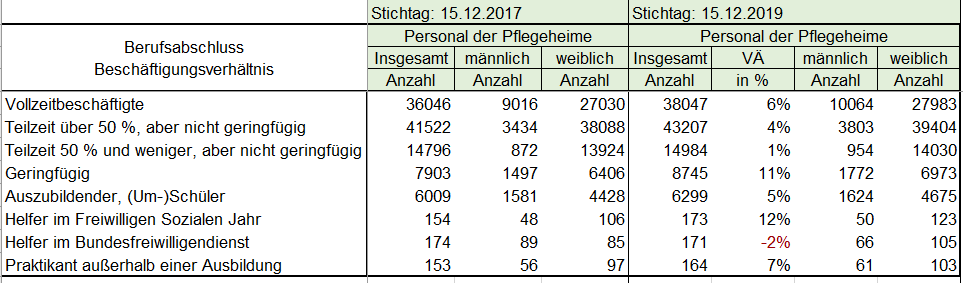 Stichtag: 15.12.2017 Stichtag: 15.12.2019
Berufsabschluss Beschäftigungsverhältnis Personal der Pflegeheime Personal der Pflegeheime
Insgesamt männlich weiblich Insgesamt VÄ männlich weiblich
Anzahl Anzahl Anzahl Anzahl in % Anzahl Anzahl
Vollzeitbeschäftigte 36046 9016 27030 38047 6% 10064 27983
Teilzeit über 50 %, aber nicht geringfügig 41522 3434 38088 43207 4% 3803 39404
Teilzeit 50 % und weniger, aber nicht geringfügig 14796 872 13924 14984 1% 954 14030
Geringfügig 7903 1497 6406 8745 11% 1772 6973
Auszubildender, (Um-)Schüler 6009 1581 4428 6299 5% 1624 4675
Helfer im Freiwilligen Sozialen Jahr 154 48 106 173 12% 50 123
Helfer im Bundesfreiwilligendienst 174 89 85 171 -2% 66 105
Praktikant außerhalb einer Ausbildung 153 56 97 164 7% 61 103